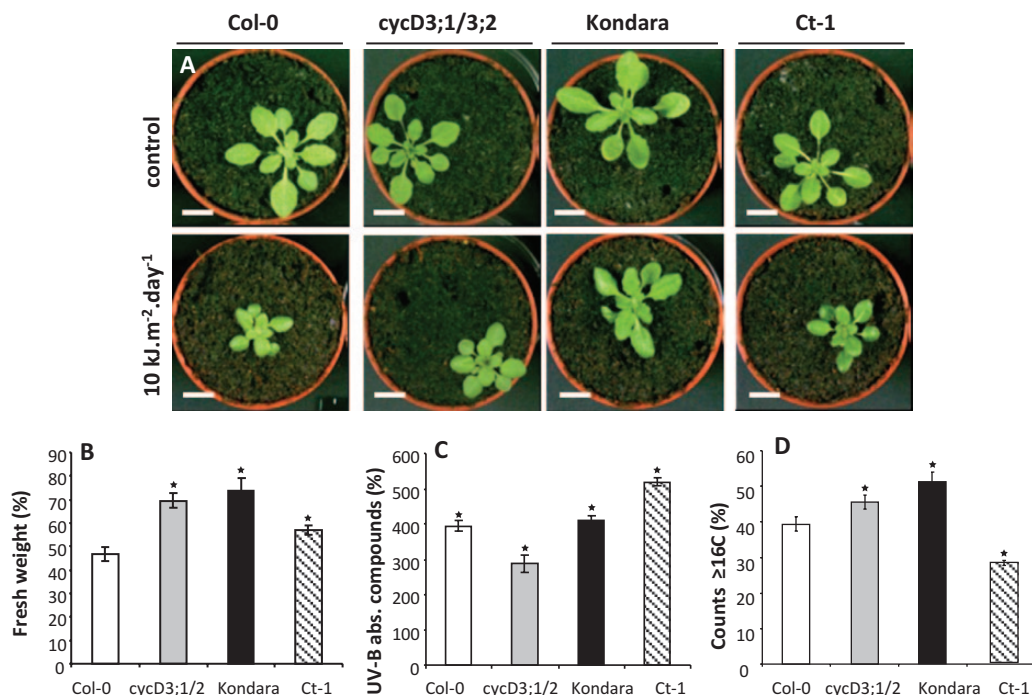 Col-0 cycD3;1/3;2 Kondara Ct-1
A
control
10 kJ.m-2.day-1
B
Fresh weight (%)
90
80
70
60
50
40
30
20
10
0
Col-0 cycD3;1/2 Kondara Ct-1
C
UV-B abs. compounds (%)
600
500
400
300
200
100
0
Col-0 cycD3;1/2 Kondara Ct-1
D
Counts ≥16C (%)
60
50
40
30
20
10
0
Col-0 cycD3;1/2 Kondara Ct-1